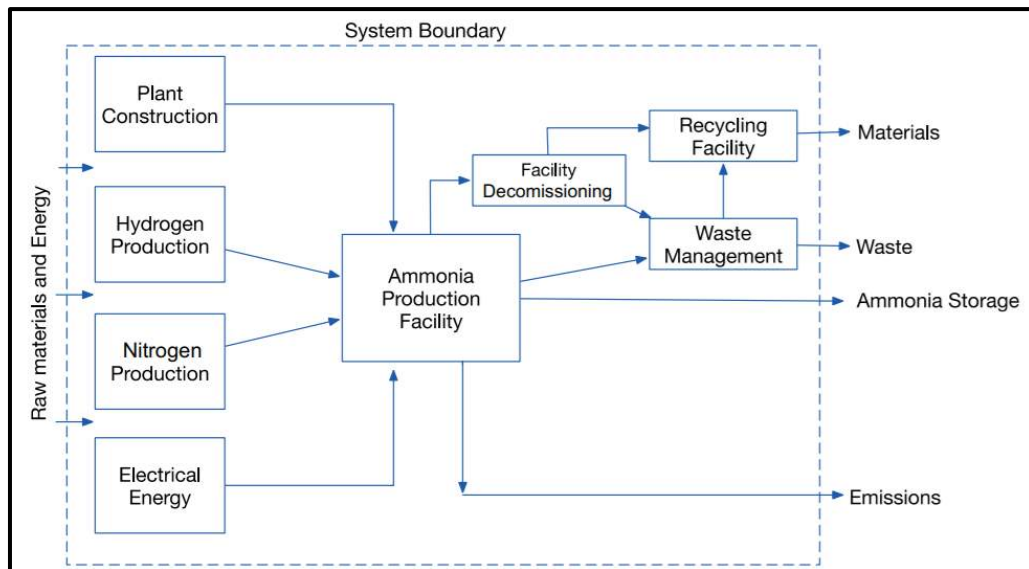 System Boundary
Raw materials and Energy
Plant
Construction
Hydrogen
Production
Nitrogen
Production
Electrical
Energy
Ammonia
Production
Facility
Facility
Decomissioning
Recycling
Facility
Waste
Management
Materials
Waste
Ammonia Storage
Emissions